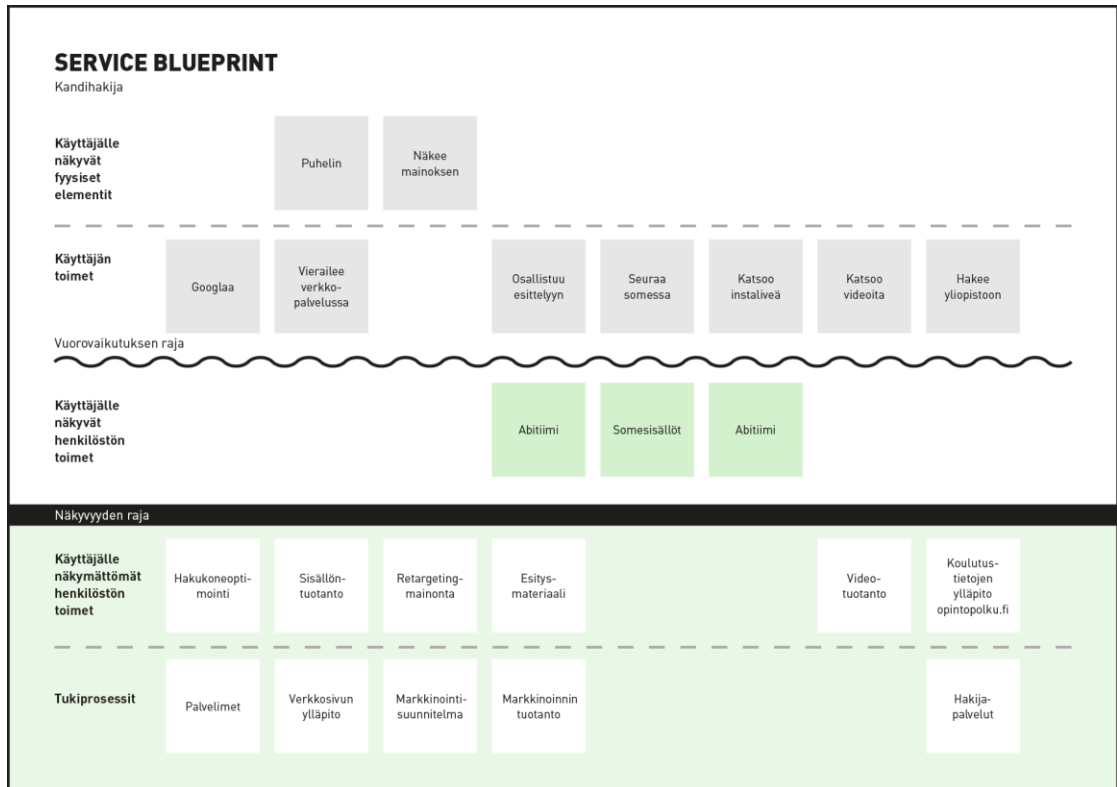 SERVICE BLUEPRINT
Kandihakija
Käyttäjälle
näkyvät
fyysiset
elementit
Puhelin
Näkee
mainoksen
Käyttäjän
toimet
Googlaa
Vierailee
verkko-
palvelussa
Osallistuu
esittelyyn
Seuraa
somessa
Katsoo
instaliveä
Katsoo
videoita
Hakee
yliopistoon
Vuorovaikutuksen raja
Käyttäjälle
näkyvät
henkilöstön
toimet
Abitiimi
Somesisällöt
Abitiimi
Näkyvyyden raja
Käyttäjälle
näkymättömät
henkilöstön
toimet
Hakukoneopti-
mointi
Sisällön-
tuotanto
Retargeting-
mainonta
Esitys-
materiaali
Video-
tuotanto
Koulutus-
tietojen
ylläpito
opintopolku.fi
Tukiprosessit
Palvelimet
Verkkosivun
ylläpito
Markkinointi-
suunnitelma
Markkinoinnin
tuotanto
Hakija-
palvelut